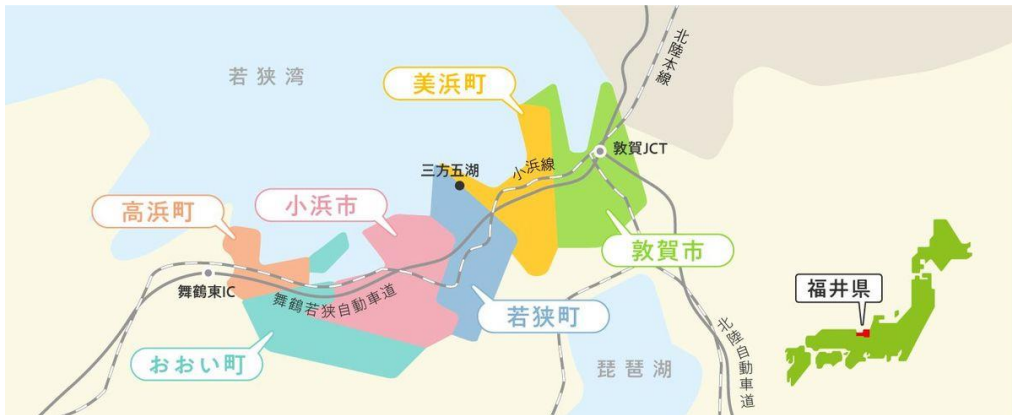 若狭湾
美浜町
北陸本線
敦賀JCT
三方五湖
小浜線
高浜町
小浜市
敦賀市
舞鶴東IC
舞鶴若狭自動車道
若狭町
おおい町
琵琶湖
北陸自動車道
福井県